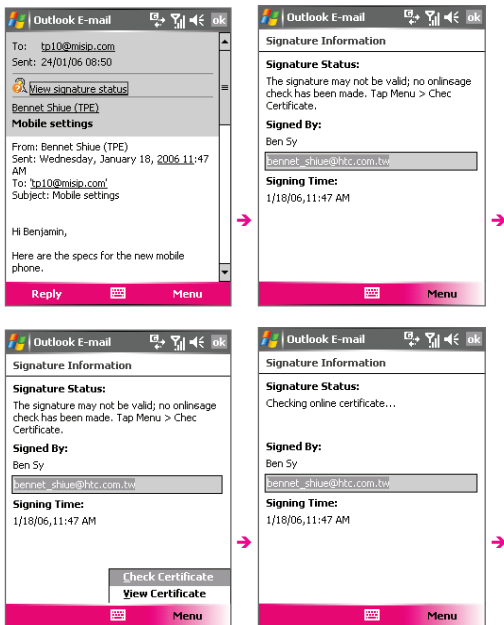 Outlook E-mail ok
To: tp10@misip.com
Sent: 24/01/06 08:50
View signature status
Bennet Shiue (TPE)
Mobile settings
From: Bennet Shiue (TPE)
Sent: Wednesday, January 18, 2006 11:47
AM
To: 'tp10@misip.com'
Subject: Mobile settings
Hi Benjamin,
Here are the specs for the new mobile
phone.
Reply Menu
Outlook E-mail ok
Signature Information
Signature Status:
The signature may not be valid; no onlinsage
check has been made. Tap Menu > Chec
Certificate.
Signed By:
Ben Sy
bennet_shiue@htc.com.tw
Signing Time:
1/18/06,11:47 AM
Menu
Outlook E-mail ok
Signature Information
Signature Status:
The signature may not be valid; no onlinsage
check has been made. Tap Menu > Chec
Certificate.
Signed By:
Ben Sy
bennet_shiue@htc.com.tw
Signing Time:
1/18/06,11:47 AM
Check Certificate
View Certificate
Menu
Outlook E-mail ok
Signature Information
Signature Status:
Checking online certificate...
Signed By:
Ben Sy
bennet_shiue@htc.com.tw
Signing Time:
1/18/06,11:47 AM
Menu